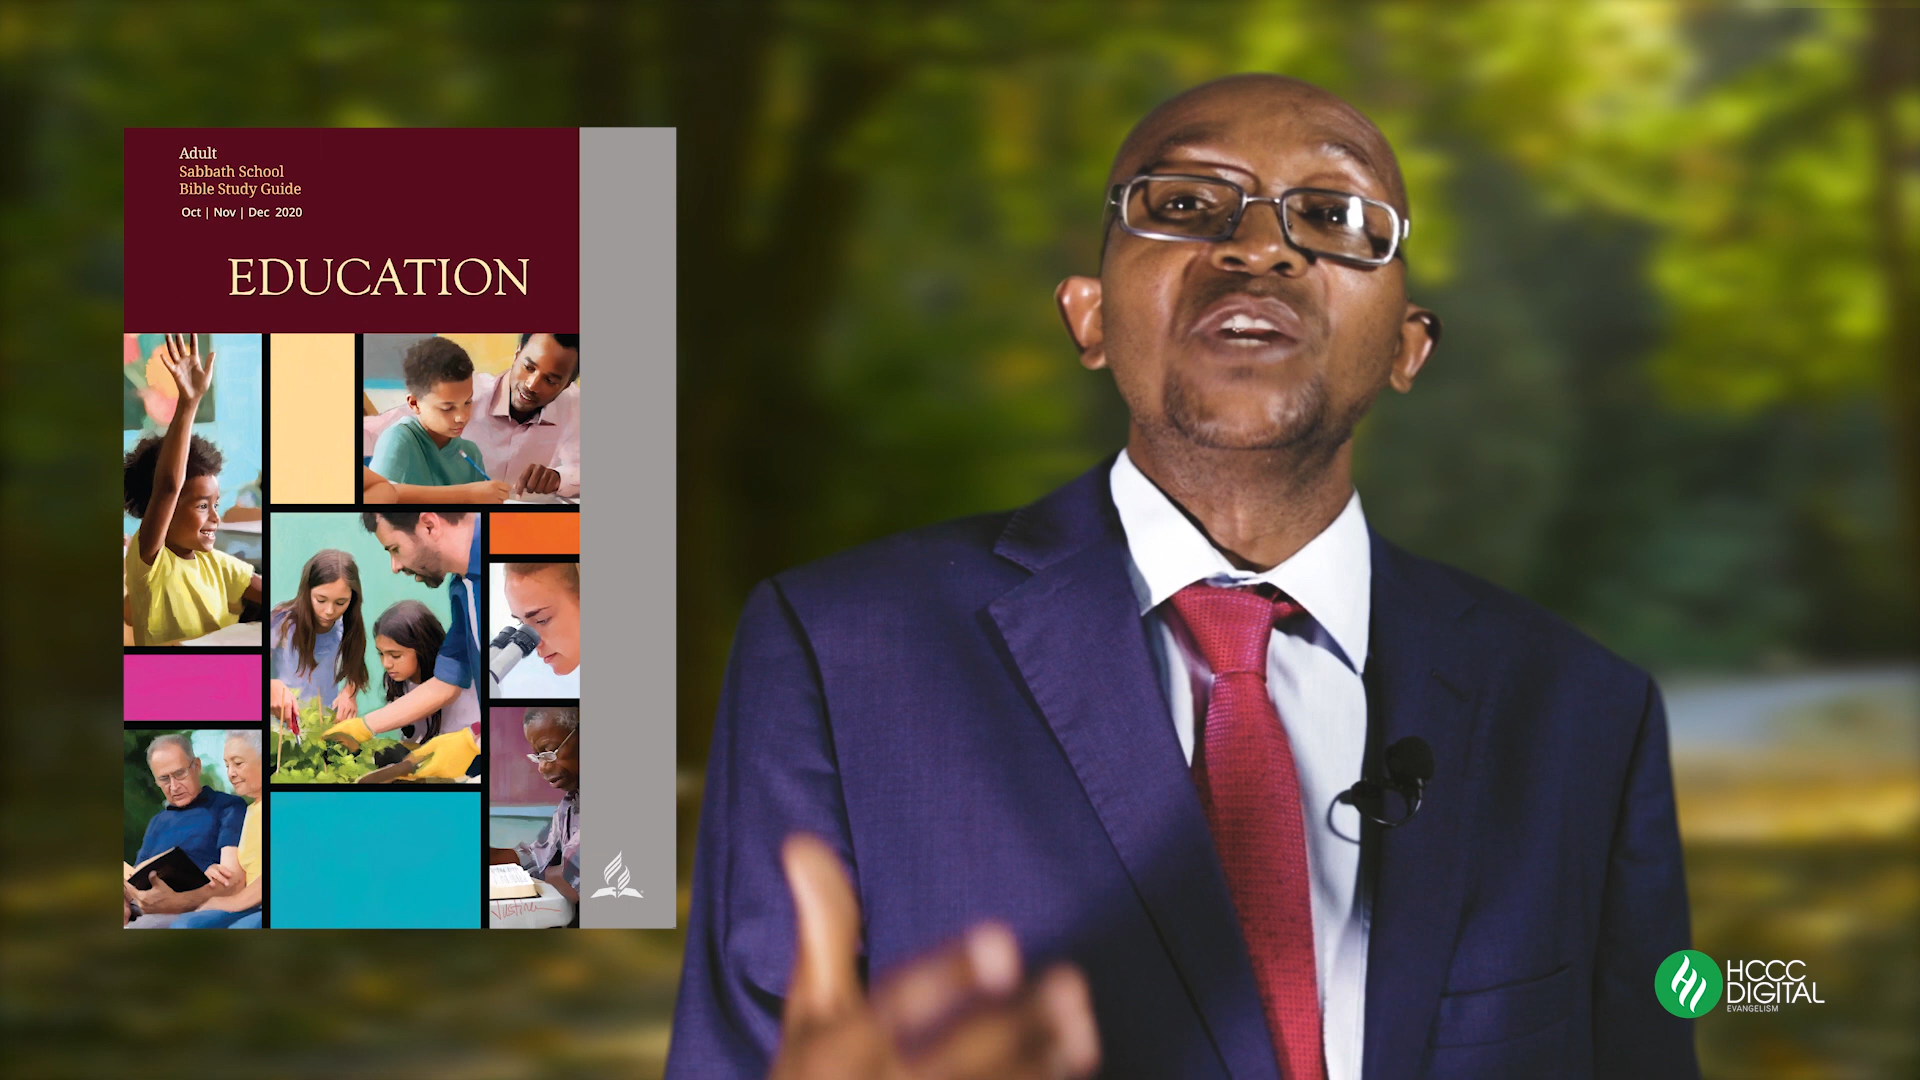 Adult
Sabbath School
Bible Study Guide
Oct | Nov | Dec 2020
EDUCATION
HCCC
DIGITAL
EVANGELISM